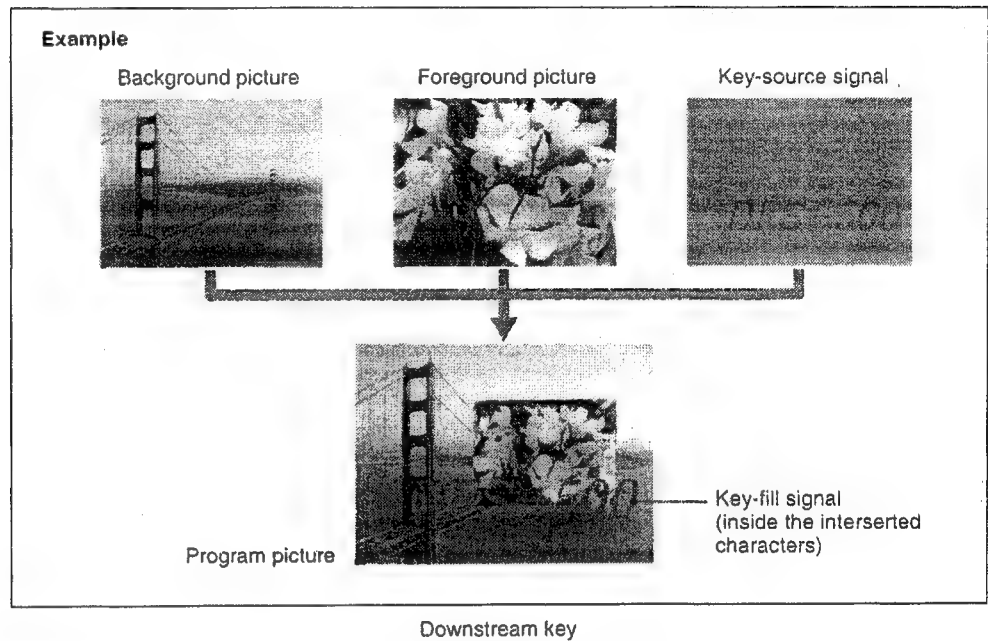 Example
Background picture
Foreground picture
Key-source signal
Key-fill signal
(inside the interserted
characters)
Program picture
Downstream key